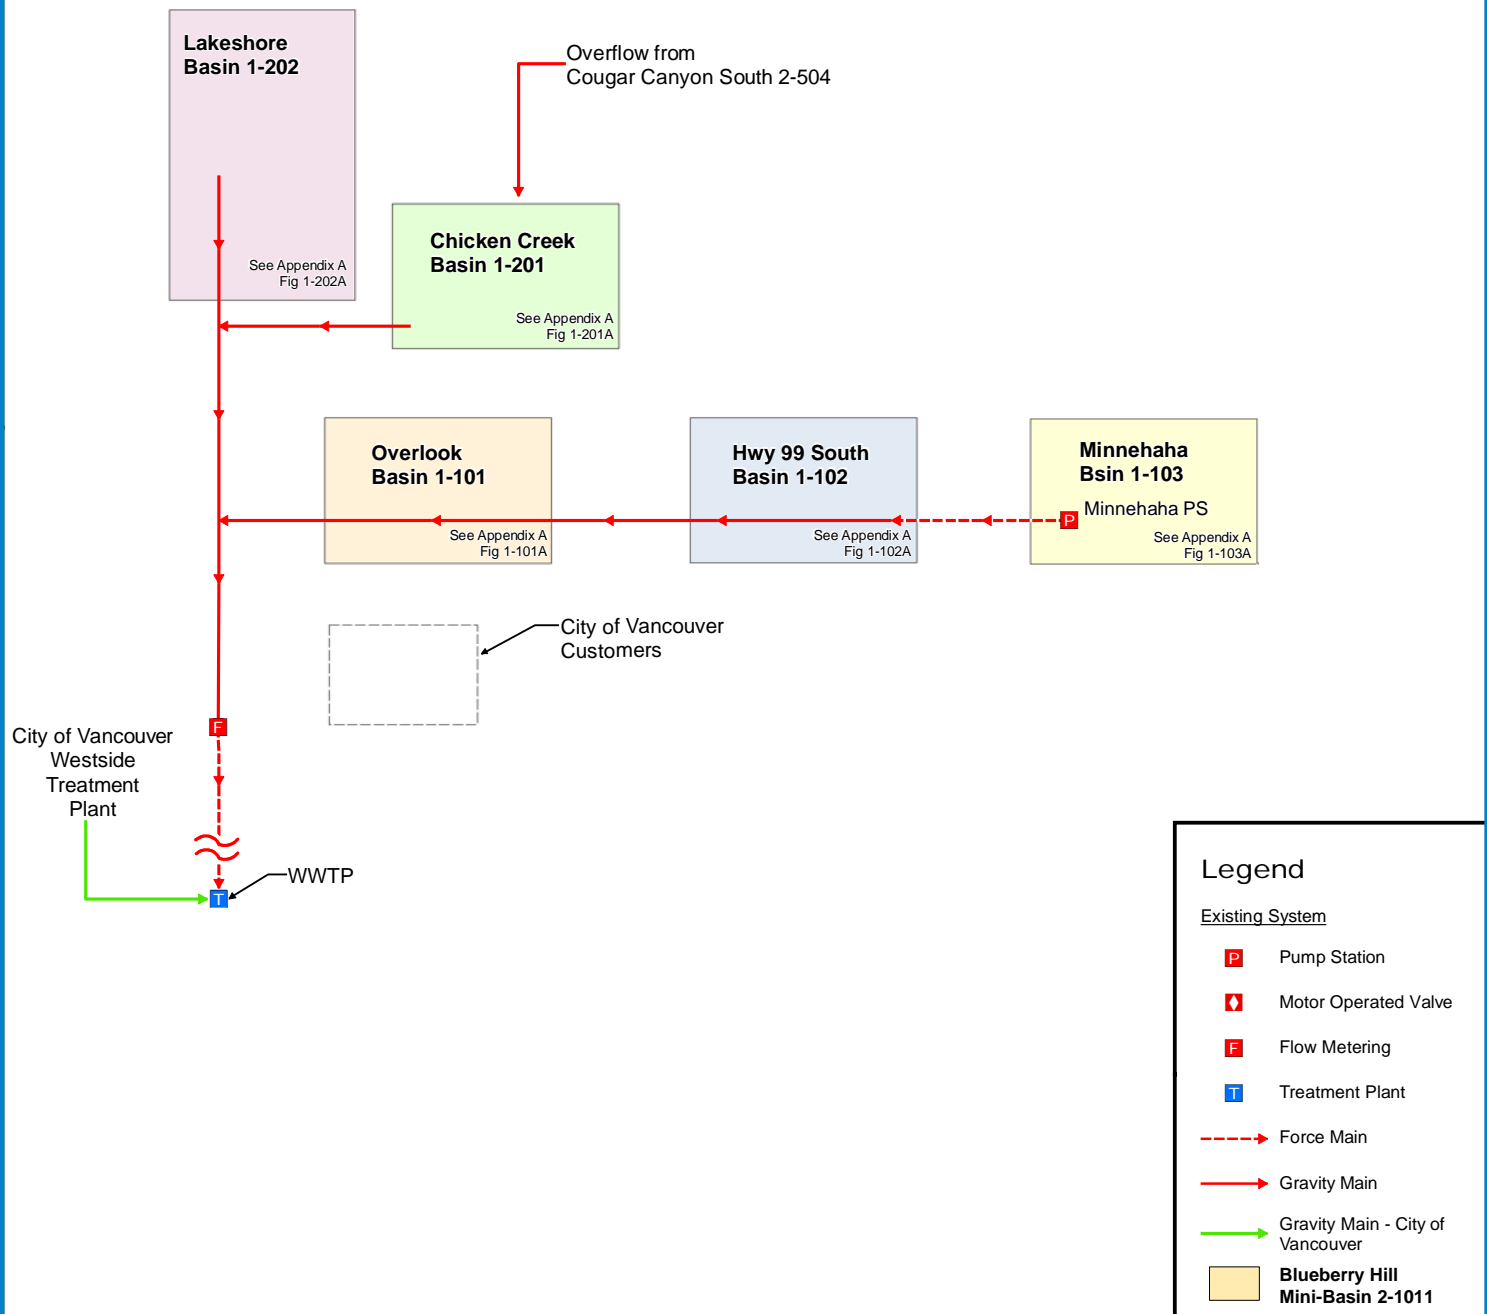 Lakeshore
Basin 1-202
See Appendix A
Fig 1-202A
Overflow from
Cougar Canyon South 2-504
Chicken Creek
Basin 1-201
See Appendix A
Fig 1-201A
Overlook
Basin 1-101
See Appendix A
Fig 1-101A
Hwy 99 South
Basin 1-102
See Appendix A
Fig 1-102A
Minnehaha
Bsin 1-103
P
Minnehaha PS
See Appendix A
Fig 1-103A
City of Vancouver
Customers
F
City of Vancouver
Westside
Treatment
Plant
WWTP
T
Legend
Existing System
P
Pump Station
Motor Operated Valve
F
Flow Metering
T
Treatment Plant
Force Main
Gravity Main
Gravity Main - City of
Vancouver
Blueberry Hill
Mini-Basin 2-1011